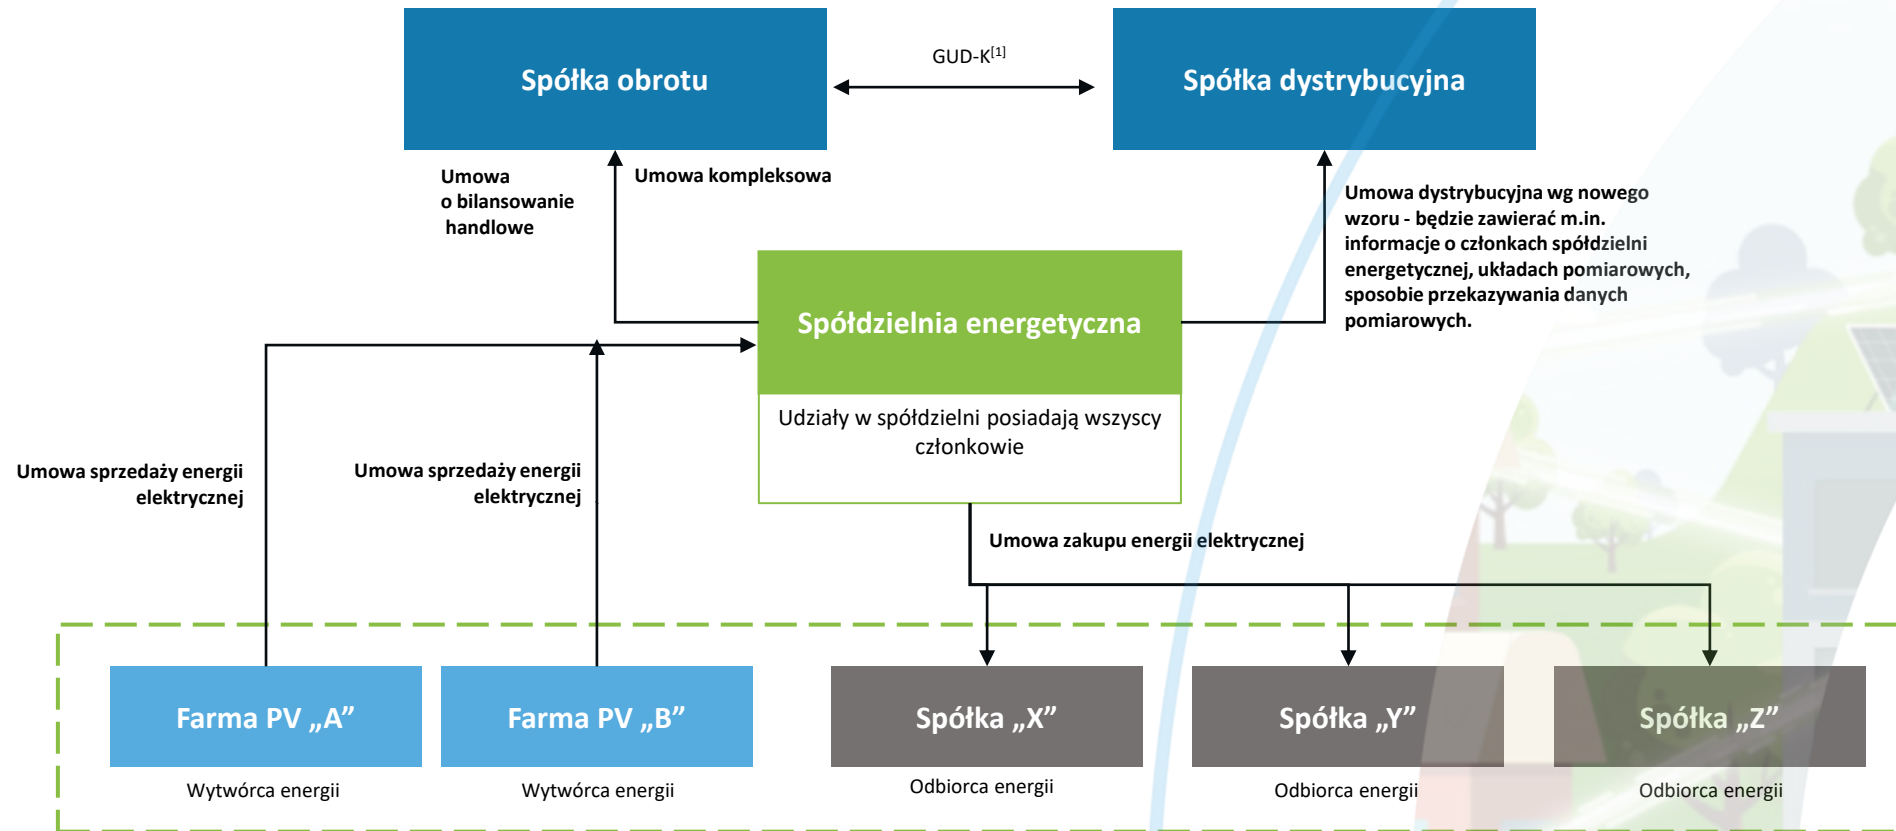 Spółka obrotu
GUD-K[1]
Spółka dystrybucyjna
Umowa
o bilansowanie
handlowe
Umowa kompleksowa
Umowa dystrybucyjna wg nowego
wzoru - będzie zawierać m.in.
informacje o członkach spółdzielni
energetycznej, układach pomiarowych,
sposobie przekazywania danych
pomiarowych.
Spółdzielnia energetyczna
Udziały w spółdzielni posiadają wszyscy
członkowie
Umowa sprzedaży energii
elektrycznej
Umowa sprzedaży energii
elektrycznej
Umowa zakupu energii elektrycznej
Farma PV „A”
Farma PV „B”
Spółka „X”
Spółka „Y”
Spółka „Z”
Wytwórca energii
Wytwórca energii
Odbiorca energii
Odbiorca energii
Odbiorca energii